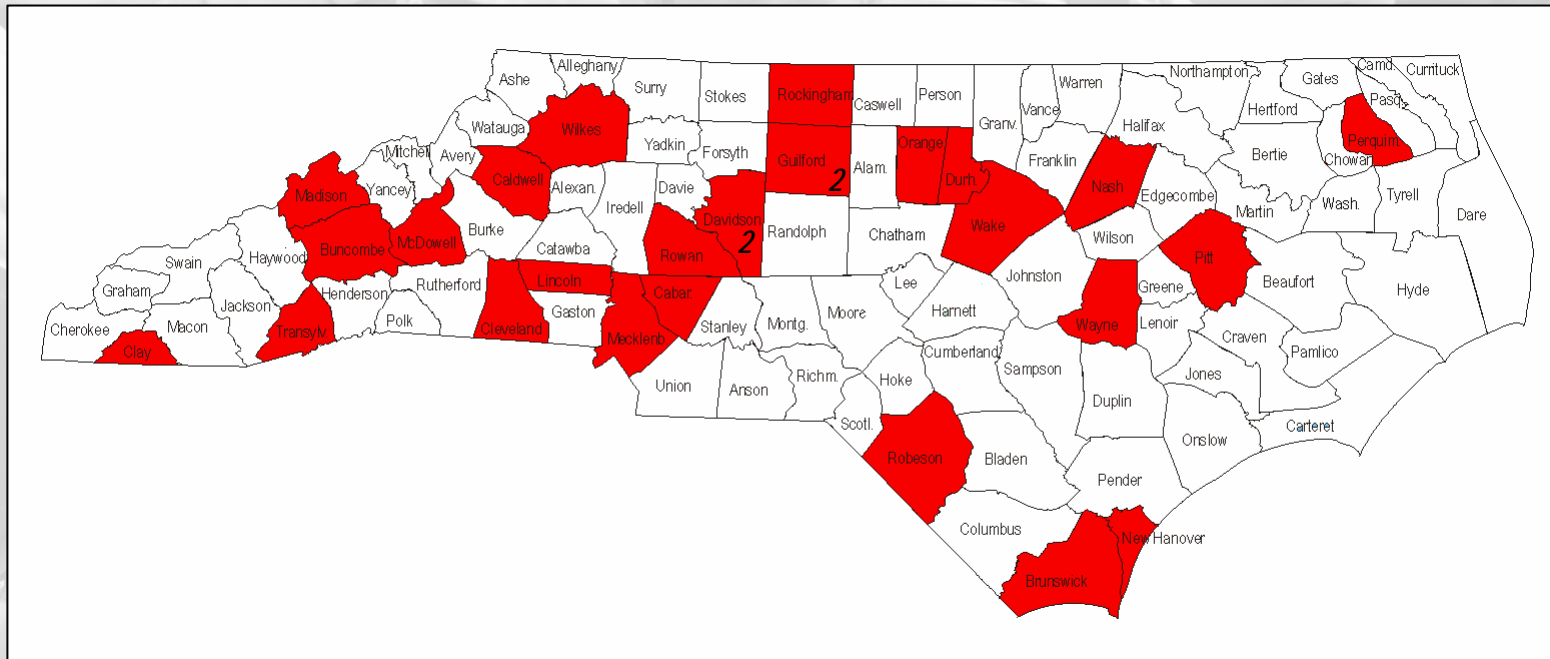 Ashe
Alleghany
Surry
Stokes
Rockingham
Caswell
Person
Granv.
Vance
Warren
Northampton
Gates
Camd.
Currituck
Pasq.
Hertford
Halifax
Perquim.
Chowan
Bertie
Watauga
Wilkes
Yadkin
Forsyth
Guilford
2
Alam.
Orange
Durh.
Franklin
Nash
Edgecombe
Martin
Wash.
Tyrell
Dare
Mitchell
Avery
Caldwell
Alexan.
Iredell
Davie
Davidson
2
Randolph
Chatham
Wake
Wilson
Pitt
Beaufort
Hyde
Madison
Yancey
Buncombe
McDowell
Burke
Catawba
Rowan
Johnston
Greene
Wayne
Lenoir
Craven
Pamlico
Swain
Haywood
Graham
Jackson
Henderson
Rutherford
Lincoln
Gaston
Cabar.
Stanley
Montg.
Moore
Lee
Harnett
Cherokee
Macon
Clay
Transylv.
Polk
Cleveland
Mecklenb
Union
Anson
Richm.
Hoke
Cumberland
Sampson
Duplin
Jones
Carteret
Onslow
Scotl.
Robeson
Bladen
Pender
Columbus
New Hanover
Brunswick